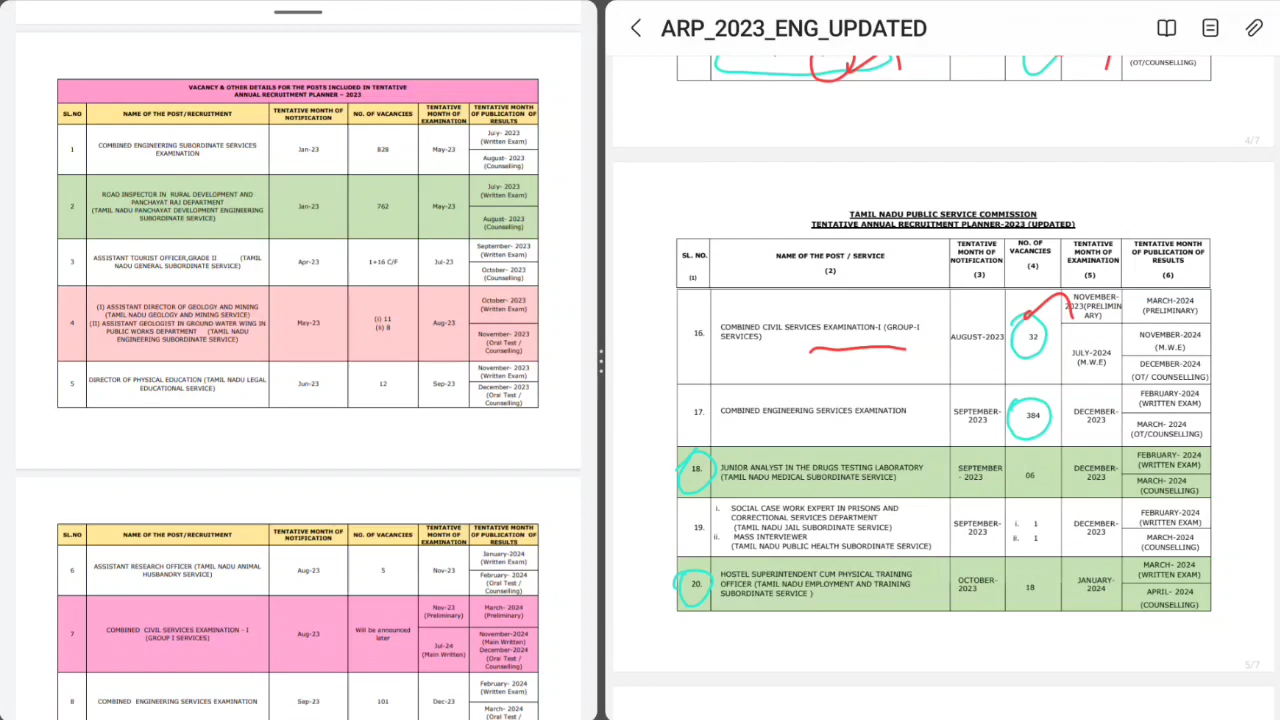 VACANCY & OTHER DETAILS FOR THE POSTS INCLUDED IN TENTATIVE
ANNUAL RECRUITMENT PLANNER – 2023
SL.NO
NAME OF THE POST/RECRUITMENT
TENTATIVE MONTH OF
NOTIFICATION
NO. OF VACANCIES
TENTATIVE
MONTH OF
EXAMINATION
TENTATIVE MONTH
OF PUBLICATION OF
RESULTS
1
COMBINED ENGINEERING SUBORDINATE SERVICES
EXAMINATION
Jan-23
828
May-23
July- 2023
(Written Exam)
August- 2023
(Counselling)
2
ROAD INSPECTOR IN RURAL DEVELOPMENT AND
PANCHAYAT RAJ DEPARTMENT
(TAMIL NADU PANCHAYAT DEVELOPMENT ENGINEERING
SUBORDINATE SERVICE)
Jan-23
762
May-23
July- 2023
(Written Exam)
August- 2023
(Counselling)
3
ASSISTANT TOURIST OFFICER,GRADE II (TAMIL
NADU GENERAL SUBORDINATE SERVICE)
Apr-23
1+16 C/F
Jul-23
September- 2023
(Written Exam)
October- 2023
(Counselling)
4
(I) ASSISTANT DIRECTOR OF GEOLOGY AND MINING
(TAMIL NADU GEOLOGY AND MINING SERVICE)
(II) ASSISTANT GEOLOGIST IN GROUND WATER WING IN
PUBLIC WORKS DEPARTMENT (TAMIL NADU
ENGINEERING SUBORDINATE SERVICE)
May-23
(i) 11
(ii) 8
Aug-23
October- 2023
(Written Exam)
November- 2023
(Oral Test /
Counselling)
5
DIRECTOR OF PHYSICAL EDUCATION (TAMIL NADU LEGAL
EDUCATIONAL SERVICE)
Jun-23
12
Sep-23
November- 2023
(Written Exam)
December- 2023
(Oral Test /
Counselling)
SL.NO
NAME OF THE POST/RECRUITMENT
TENTATIVE MONTH OF
NOTIFICATION
NO. OF VACANCIES
TENTATIVE
MONTH OF
EXAMINATION
TENTATIVE MONTH
OF PUBLICATION OF
RESULTS
6
ASSISTANT RESEARCH OFFICER (TAMIL NADU ANIMAL
HUSBANDRY SERVICE)
Aug-23
5
Nov-23
January-2024
(Written Exam)
February- 2024
(Oral Test /
Counselling)
7
COMBINED CIVIL SERVICES EXAMINATION - I
(GROUP I SERVICES)
Aug-23
Will be announced
later
Nov-23
(Preliminary)
Jul-24
(Main Written)
March- 2024
(Preliminary)
November-2024
(Main Written)
December-2024
(Oral Test /
Counselling)
8
COMBINED ENGINEERING SERVICES EXAMINATION
Sep-23
101
Dec-23
February- 2024
(Written Exam)
March- 2024
(Oral Test /
ARP_2023_ENG_UPDATED
(OT/COUNSELLING)
4/7
TAMIL NADU PUBLIC SERVICE COMMISSION
TENTATIVE ANNUAL RECRUITMENT PLANNER-2023 (UPDATED)
SL. NO.
(1)
NAME OF THE POST / SERVICE
(2)
TENTATIVE
MONTH OF
NOTIFICATION
(3)
NO. OF
VACANCIES
(4)
TENTATIVE
MONTH OF
EXAMINATION
(5)
TENTATIVE MONTH
OF PUBLICATION OF
RESULTS
(6)
16.
COMBINED CIVIL SERVICES EXAMINATION-I (GROUP-I
SERVICES)
AUGUST-2023
32
NOVEMBER-
2023(PRELIMIN
ARY)
JULY-2024
(M.W.E)
MARCH-2024
(PRELIMINARY)
NOVEMBER-2024
(M.W.E)
DECEMBER-2024
(OT/ COUNSELLING)
17.
COMBINED ENGINEERING SERVICES EXAMINATION
SEPTEMBER-
2023
384
DECEMBER-
2023
FEBRUARY-2024
(WRITTEN EXAM)
MARCH- 2024
(OT/COUNSELLING)
18.
JUNIOR ANALYST IN THE DRUGS TESTING LABORATORY
(TAMIL NADU MEDICAL SUBORDINATE SERVICE)
SEPTEMBER
- 2023
06
DECEMBER-
2023
FEBRUARY- 2024
(WRITTEN EXAM)
MARCH- 2024
(COUNSELLING)
19.
i. SOCIAL CASE WORK EXPERT IN PRISONS AND
CORRECTIONAL SERVICES DEPARTMENT
(TAMIL NADU JAIL SUBORDINATE SERVICE)
ii. MASS INTERVIEWER
(TAMIL NADU PUBLIC HEALTH SUBORDINATE SERVICE)
SEPTEMBER-
2023
i. 1
ii. 1
DECEMBER-
2023
FEBRUARY-2024
(WRITTEN EXAM)
MARCH-2024
(COUNSELLING)
20.
HOSTEL SUPERINTENDENT CUM PHYSICAL TRAINING
OFFICER (TAMIL NADU EMPLOYMENT AND TRAINING
SUBORDINATE SERVICE )
OCTOBER-
2023
18
JANUARY-
2024
MARCH- 2024
(WRITTEN EXAM)
APRIL- 2024
(COUNSELLING)
5/7